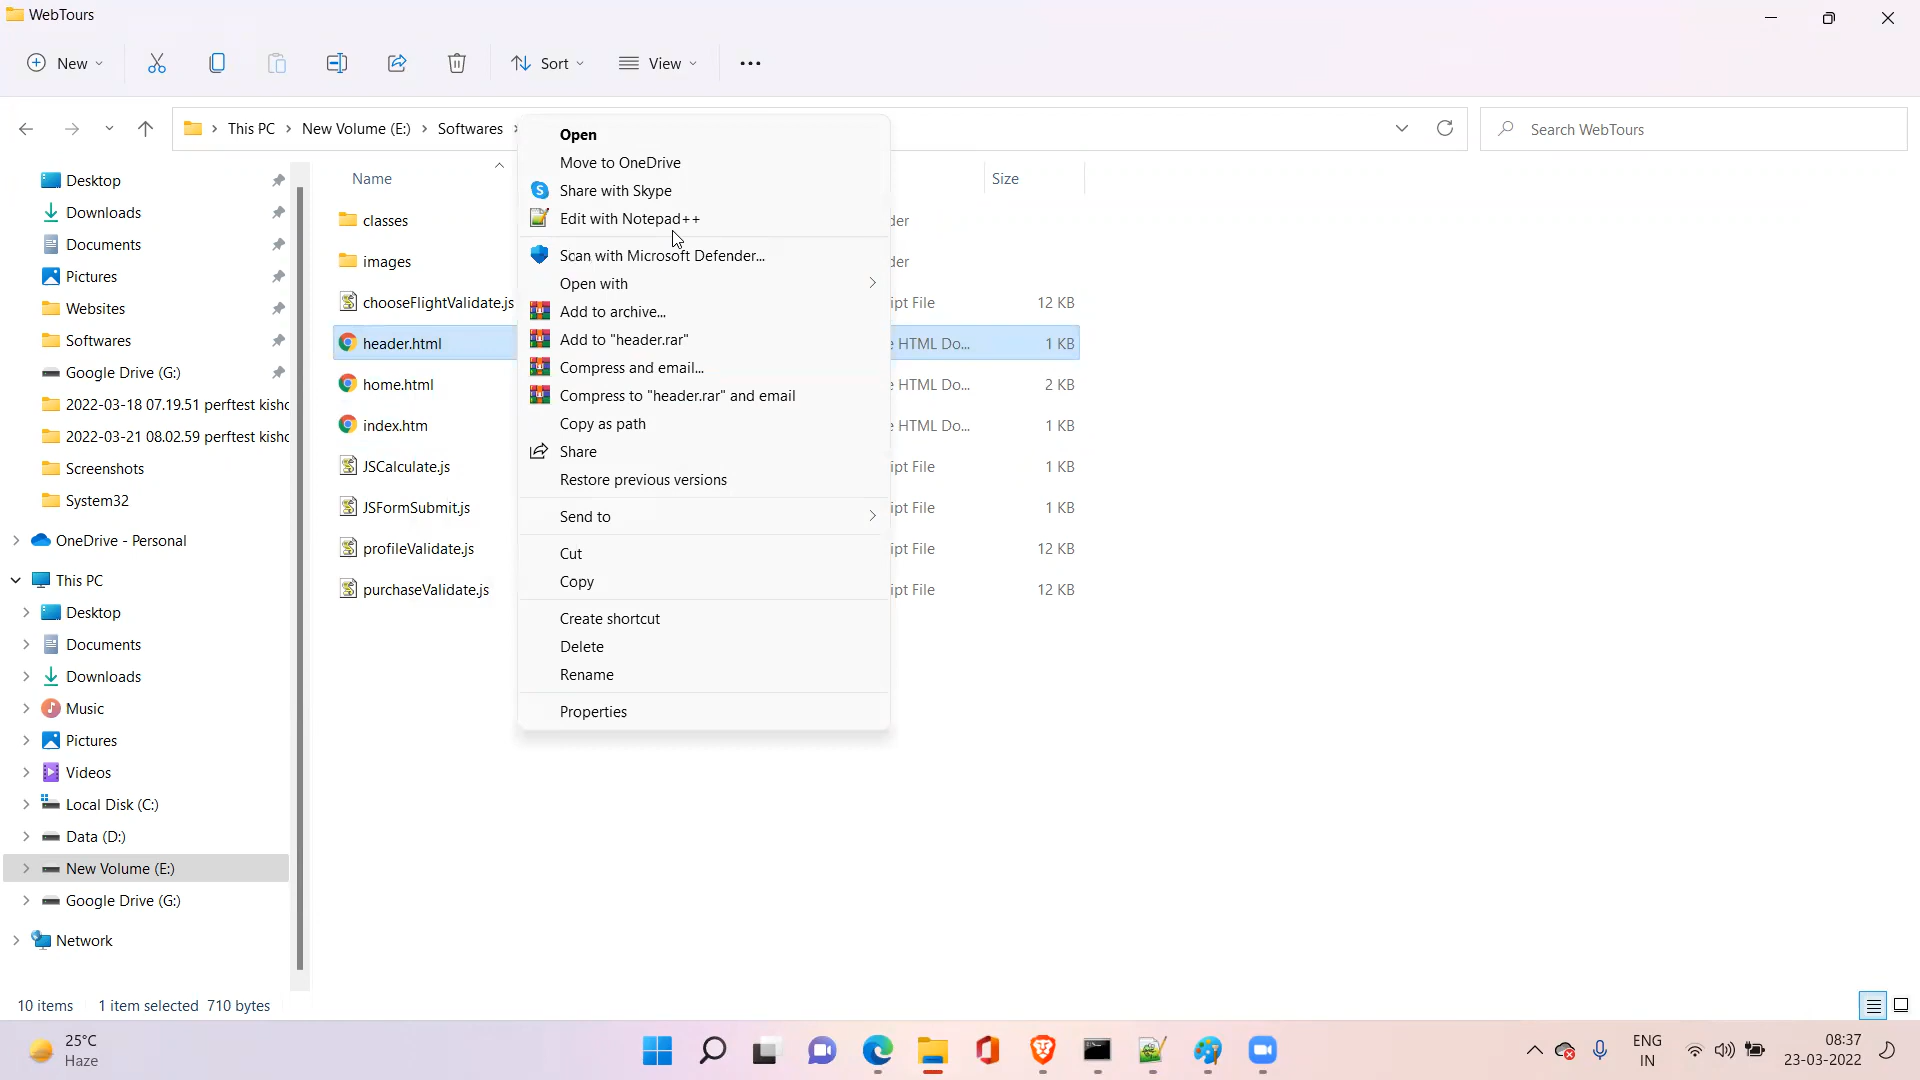 WebTours
New
Sort
View
This PC > New Volume (E:) > Softwares >
Search WebTours
Desktop
Downloads
Documents
Pictures
Websites
Softwares
Google Drive (G:)
2022-03-18 07.19.51 perftest kish
2022-03-21 08.02.59 perftest kish
Screenshots
System32
OneDrive - Personal
This PC
Desktop
Documents
Downloads
Music
Pictures
Videos
Local Disk (C:)
Data (D:)
New Volume (E:)
Google Drive (G:)
Network
Name
Size
classes
der
images
der
chooseFlightValidate.js
ipt File
12 KB
header.html
e HTML Do...
1 KB
home.html
e HTML Do...
2 KB
index.htm
e HTML Do...
1 KB
JSCalculate.js
ipt File
1 KB
JSFormSubmit.js
ipt File
1 KB
profileValidate.js
ipt File
12 KB
purchaseValidate.js
ipt File
12 KB
Open
Move to OneDrive
Share with Skype
Edit with Notepad++
Scan with Microsoft Defender...
Open with
Add to archive...
Add to "header.rar"
Compress and email...
Compress to "header.rar" and email
Copy as path
Share
Restore previous versions
Send to
Cut
Copy
Create shortcut
Delete
Rename
Properties
10 items 1 item selected 710 bytes
25°C
Haze
ENG
IN
08:37
23-03-2022